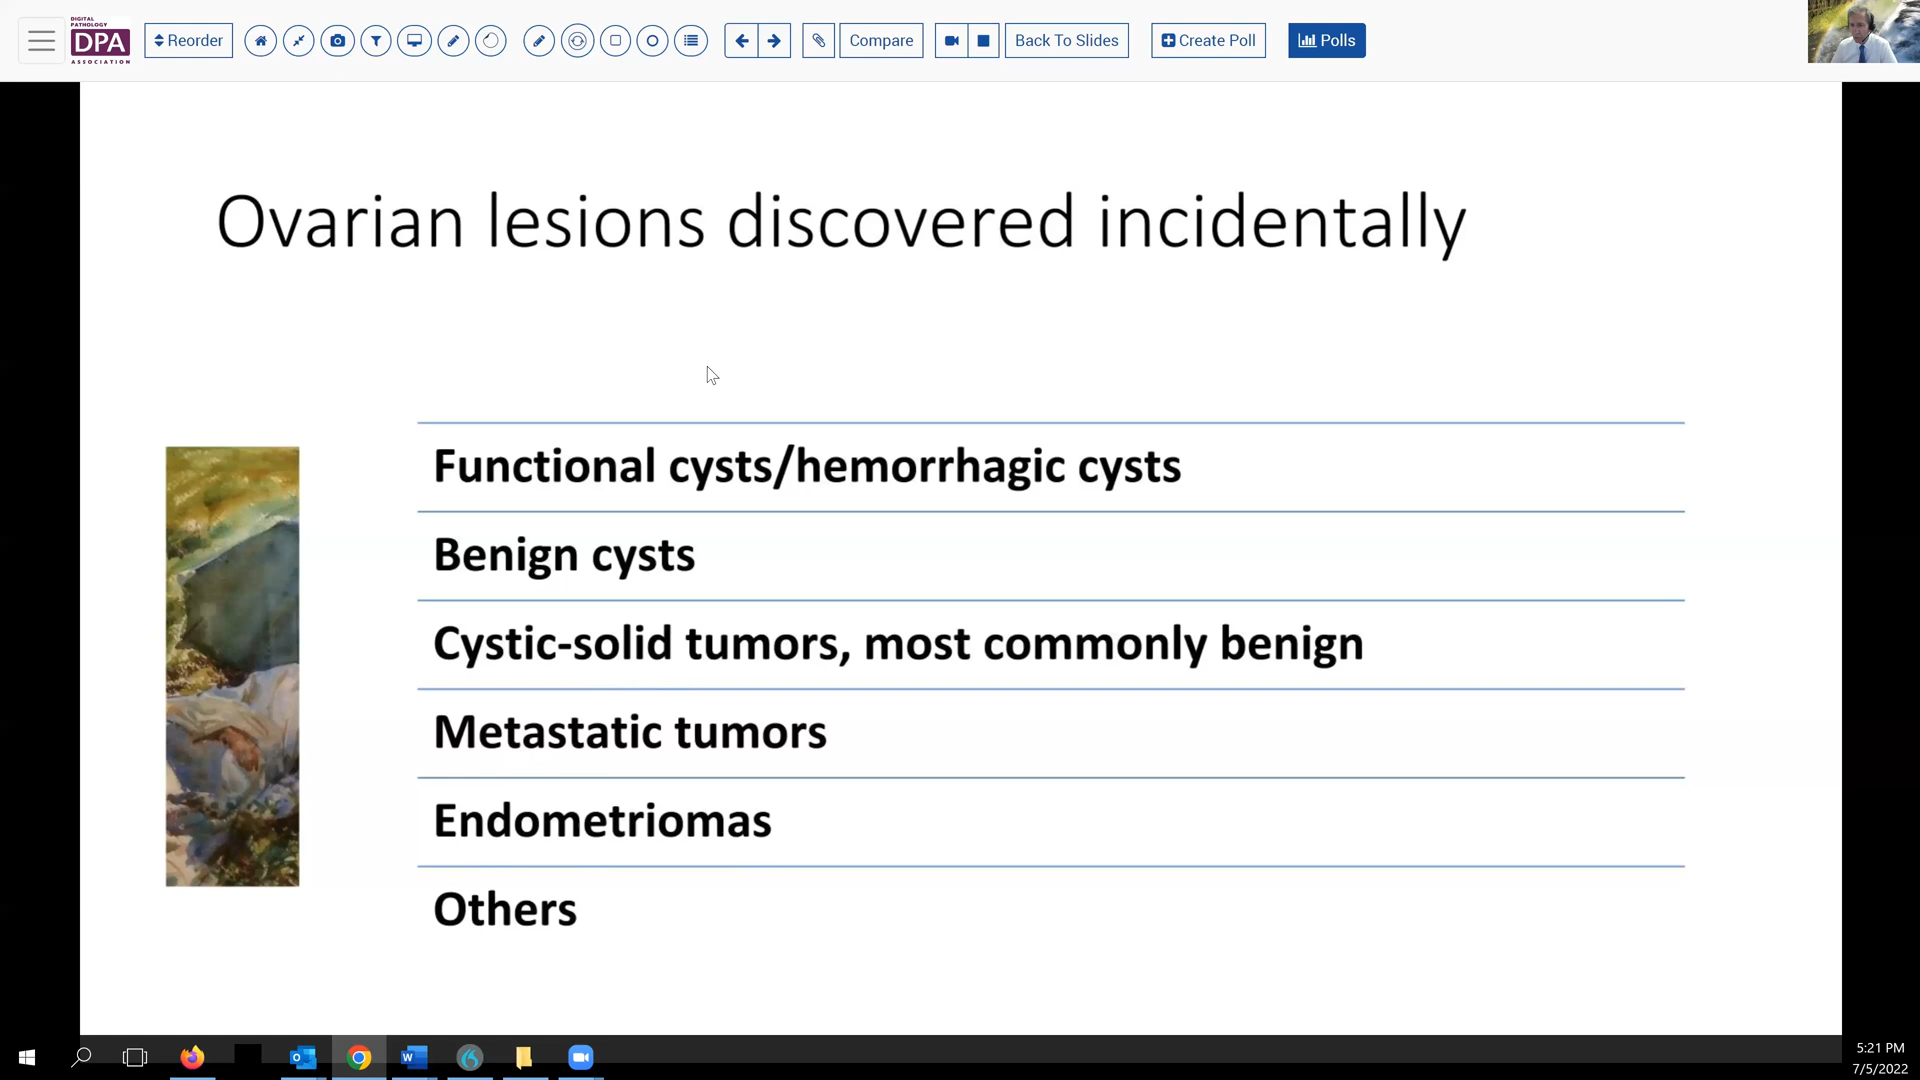 DIGITAL
PATHOLOGY
DPA
ASSOCIATION
Reorder
Compare
Back To Slides
Create Poll
Polls
Ovarian lesions discovered incidentally
Functional cysts/hemorrhagic cysts
Benign cysts
Cystic-solid tumors, most commonly benign
Metastatic tumors
Endometriomas
Others
5:21 PM
7/5/2022